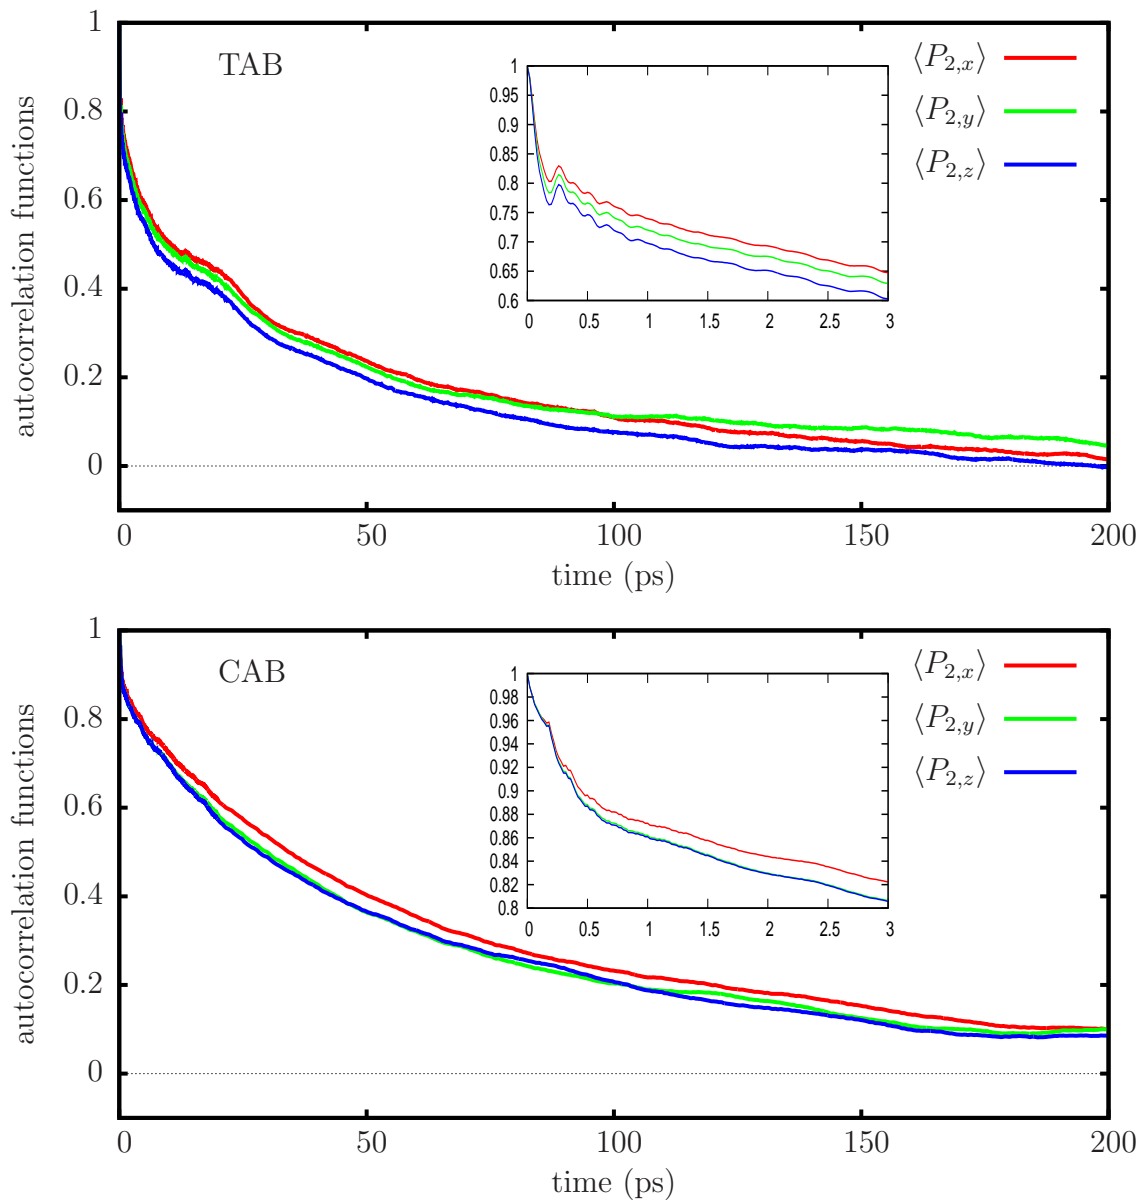 TAB
⟨P2,x⟩
⟨P2,y⟩
⟨P2,z⟩
autocorrelation functions
1
0.8
0.6
0.4
0.2
0
0 50 100 150 200
time (ps)
1
0.95
0.9
0.85
0.8
0.75
0.7
0.65
0.6
0 0.5 1 1.5 2 2.5 3
CAB
⟨P2,x⟩
⟨P2,y⟩
⟨P2,z⟩
autocorrelation functions
1
0.8
0.6
0.4
0.2
0
0 50 100 150 200
time (ps)
1
0.98
0.96
0.94
0.92
0.9
0.88
0.86
0.84
0.82
0.8
0 0.5 1 1.5 2 2.5 3